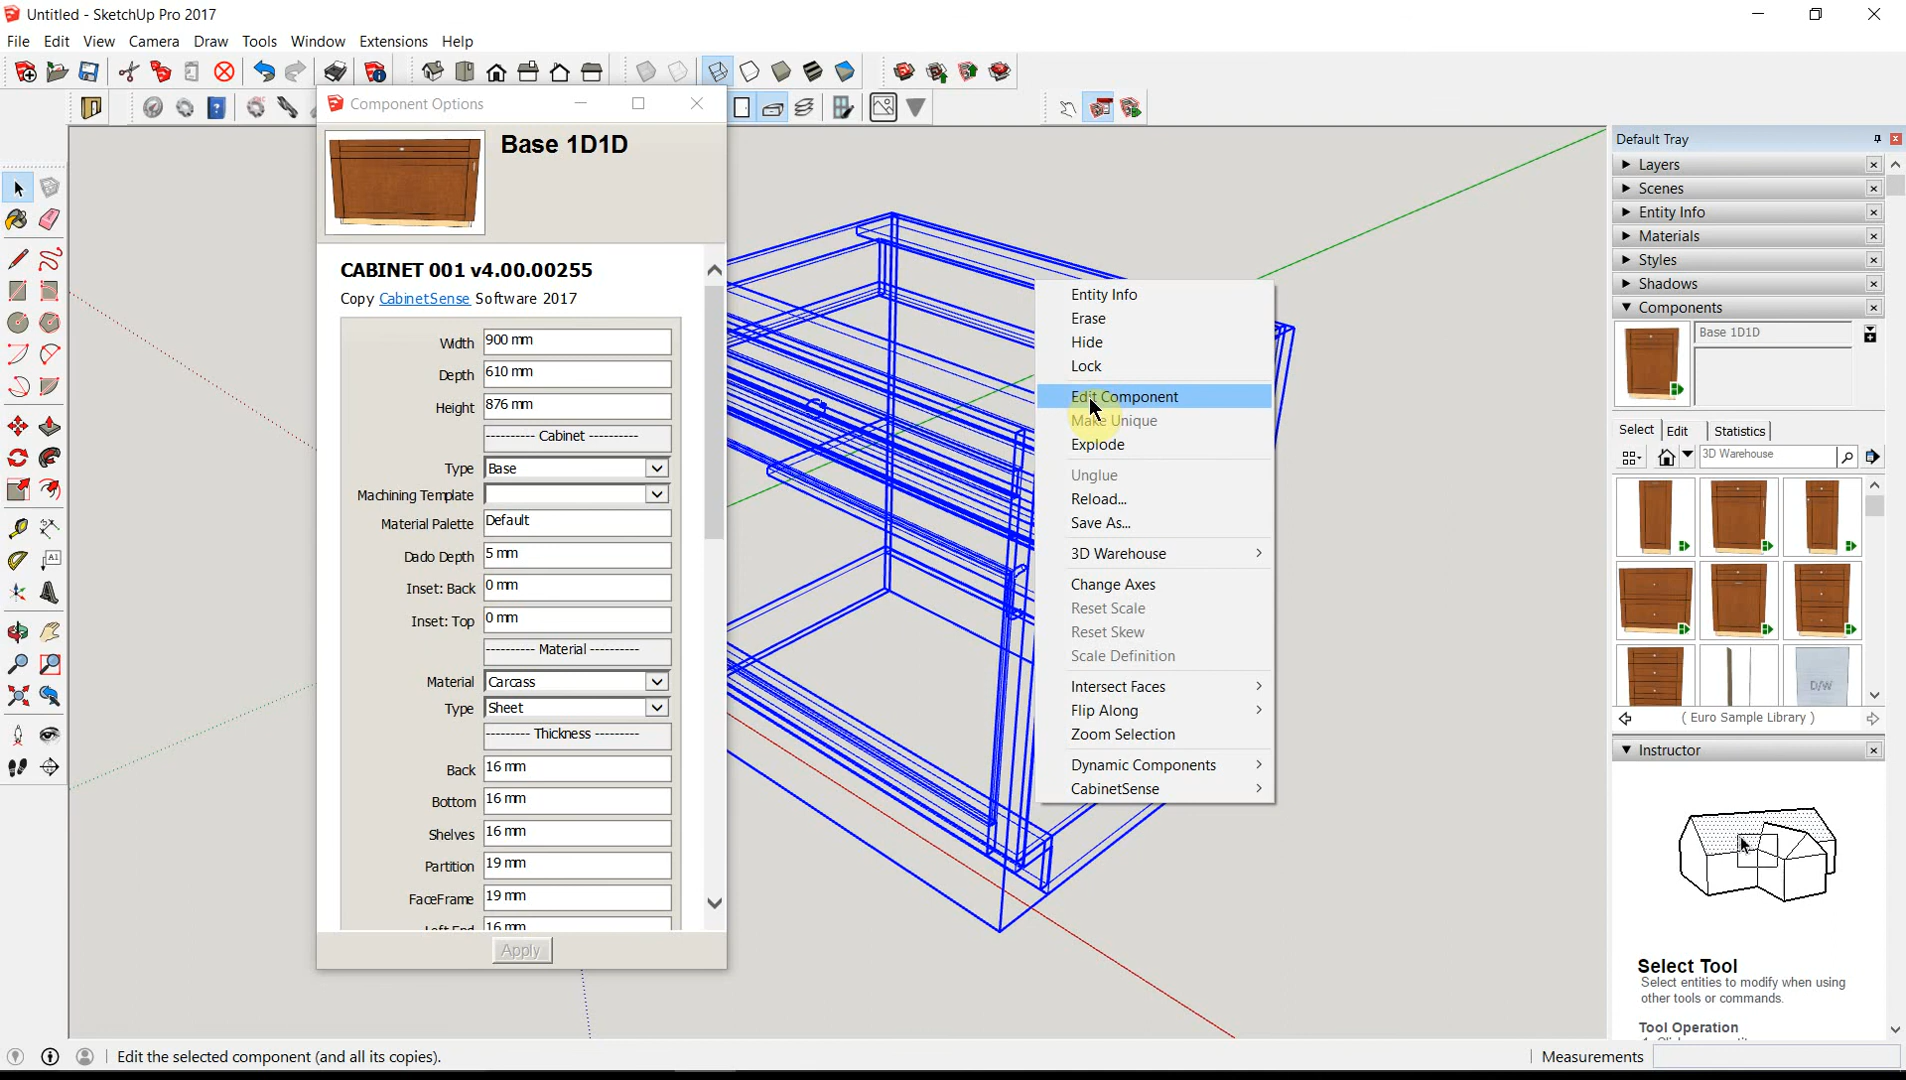 Untitled - SketchUp Pro 2017
File Edit View Camera Draw Tools Window Extensions Help
Component Options
Base 1D1D
CABINET 001 v4.00.00255
Copy CabinetSense Software 2017
Width 900 mm
Depth 610 mm
Height 876 mm
---------- Cabinet ----------
Type Base
Machining Template
Material Palette Default
Dado Depth 5 mm
Inset: Back 0 mm
Inset: Top 0 mm
---------- Material ----------
Material Carcass
Type Sheet
--------- Thickness ---------
Back 16 mm
Bottom 16 mm
Shelves 16 mm
Partition 19 mm
FaceFrame 19 mm
Left End 16 mm
Apply
Entity Info
Erase
Hide
Lock
Edit Component
Make Unique
Explode
Unglue
Reload...
Save As...
3D Warehouse
Change Axes
Reset Scale
Reset Skew
Scale Definition
Intersect Faces
Flip Along
Zoom Selection
Dynamic Components
CabinetSense
Default Tray
Layers
Scenes
Entity Info
Materials
Styles
Shadows
Components
Base 1D1D
Select Edit Statistics
3D Warehouse
D/W
( Euro Sample Library )
Instructor
Select Tool
Select entities to modify when using
other tools or commands.
Tool Operation
Edit the selected component (and all its copies).
Measurements